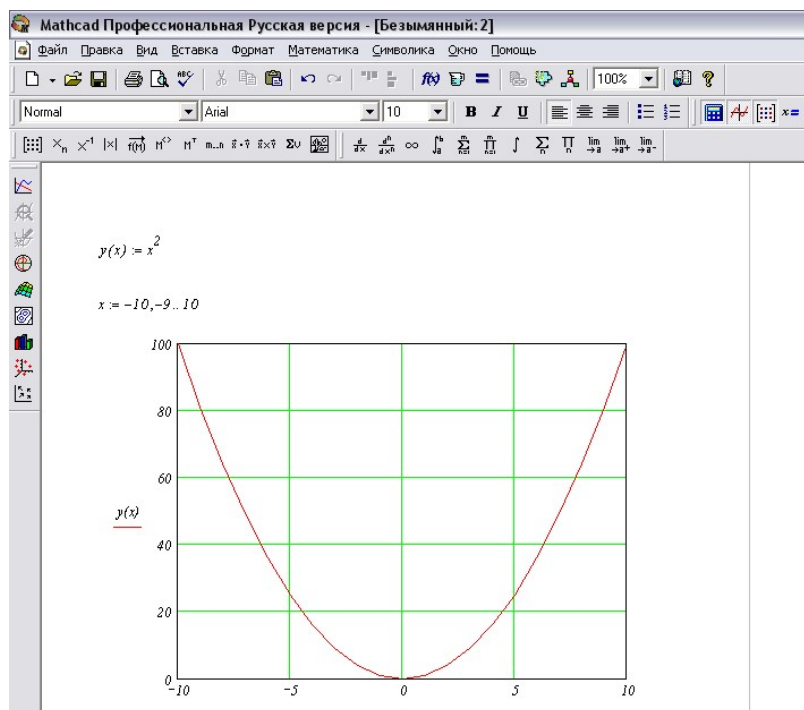 Mathcad Профессиональная Русская версия - [Безымянный:2]
Файл Правка Вид Вставка Формат Математика Символика Окно Помощь
100%
Normal Arial 10 B I U x=
y(x) := x²
x := -10,-9..10
100
80
60
y(x)
40
20
0
-10 -5 0 5 10